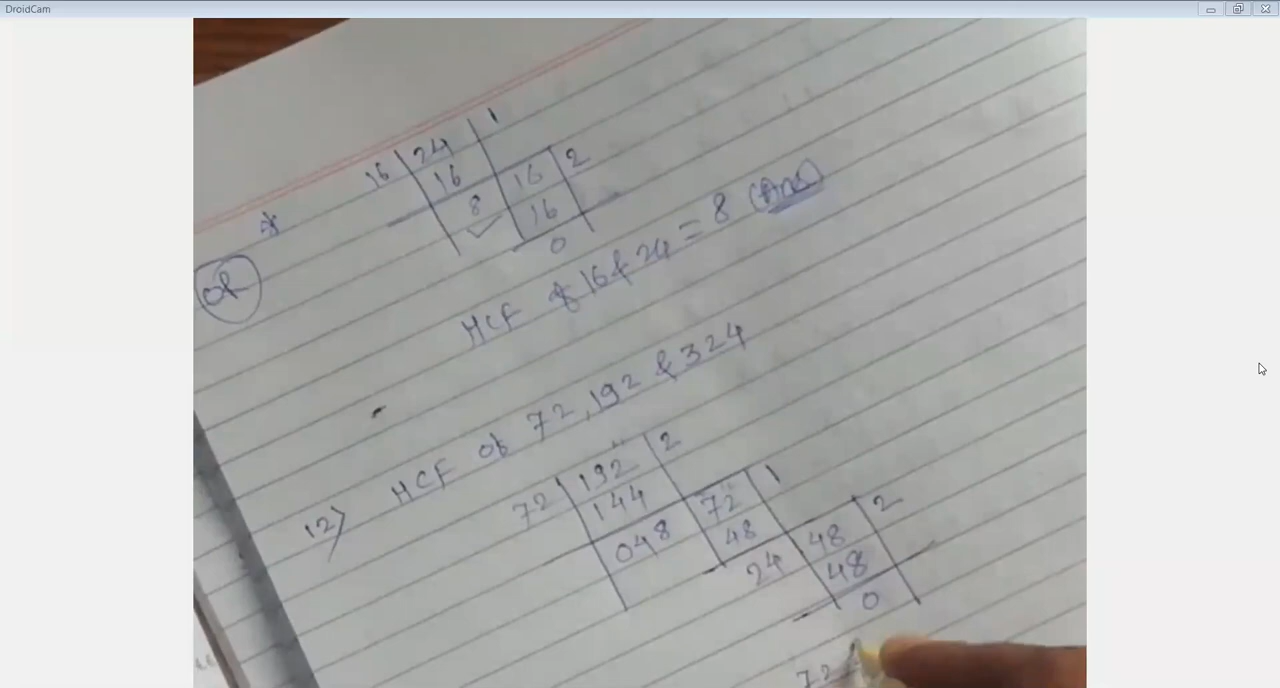 DroidCam
16 24 1
16 16 2
8 16
0
OR
HCF of 16 & 24 = 8 (Ans)
12) HCF of 72, 192 & 324
72 192 2
144 72 1
048 48 48 2
24 48
0
72